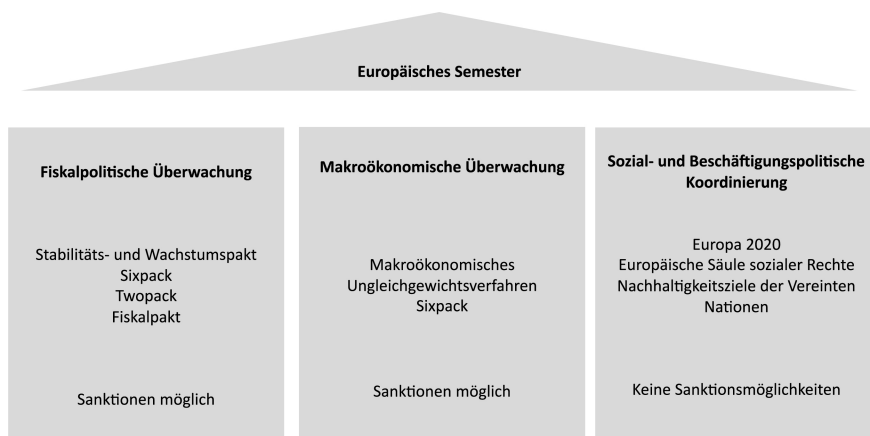 Europäisches Semester
Fiskalpolitische Überwachung
Stabilitäts- und Wachstumspakt
Sixpack
Twopack
Fiskalpakt
Sanktionen möglich
Makroökonomische Überwachung
Makroökonomisches
Ungleichgewichtsverfahren
Sixpack
Sanktionen möglich
Sozial- und Beschäftigungspolitische
Koordinierung
Europa 2020
Europäische Säule sozialer Rechte
Nachhaltigkeitsziele der Vereinten
Nationen
Keine Sanktionsmöglichkeiten